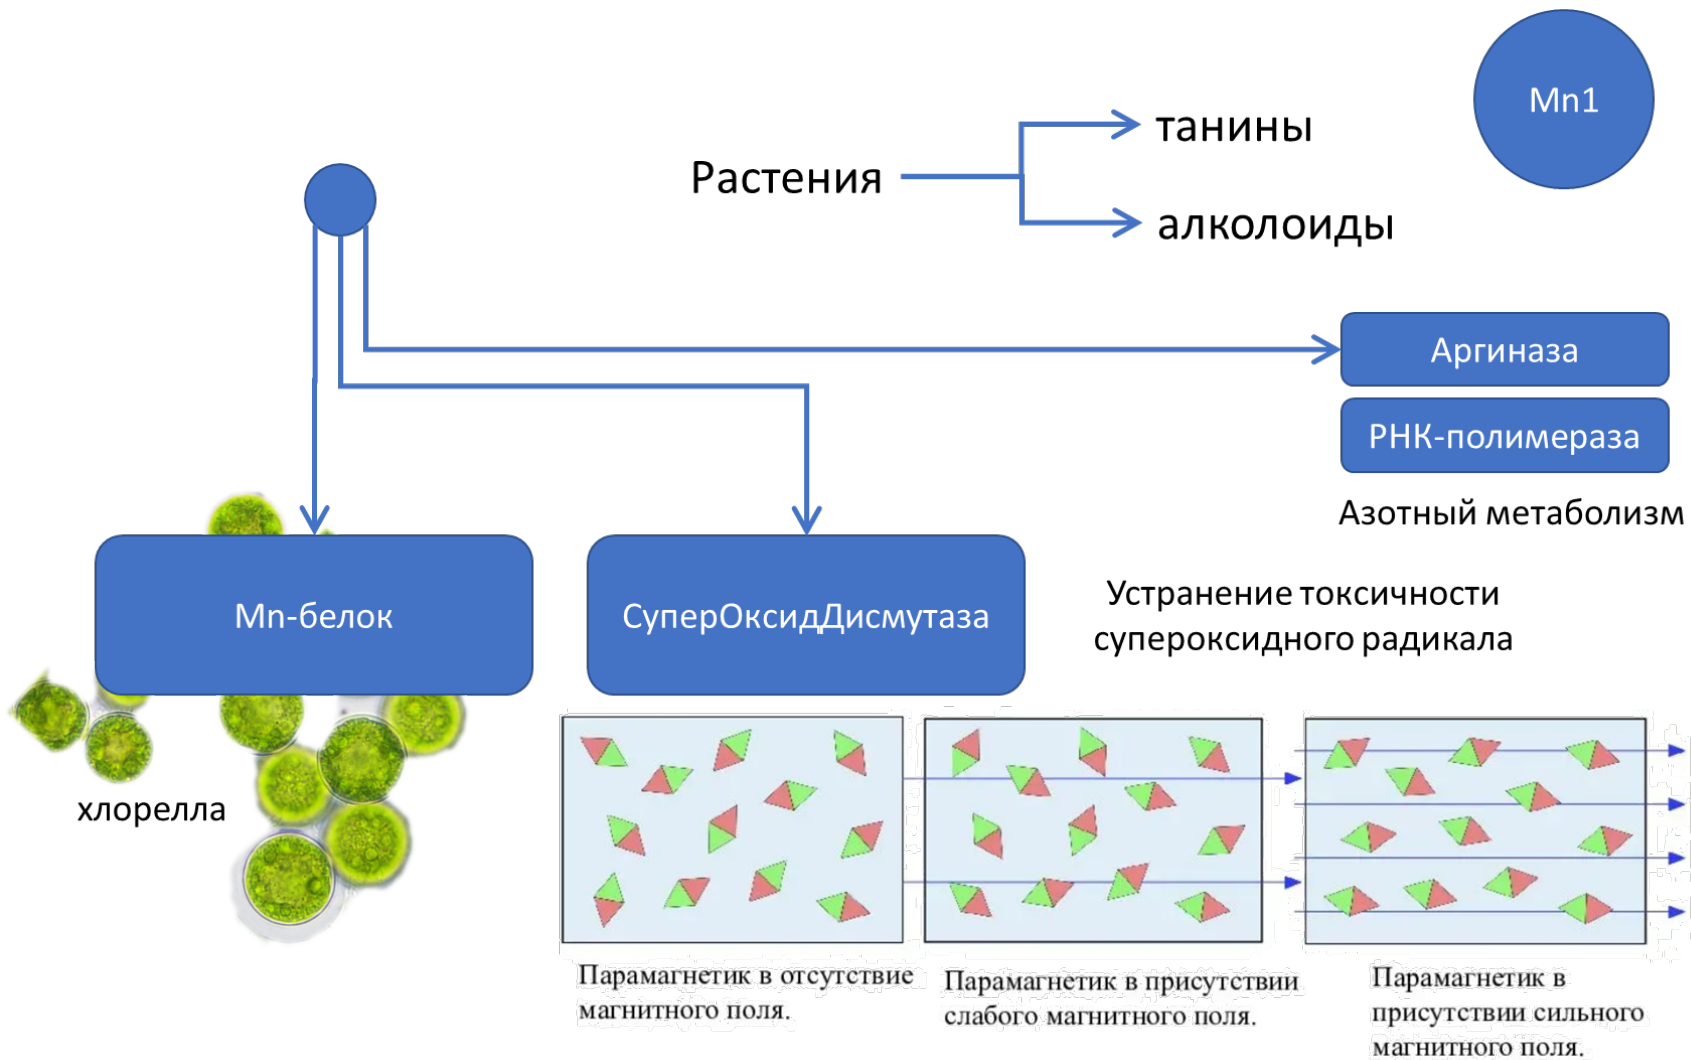 Mn1
танины
Растения
алколоиды
Аргиназа
РНК-полимераза
Азотный метаболизм
Mn-белок
СуперОксидДисмутаза
Устранение токсичности
супероксидного радикала
хлорелла
Парамагнетик в отсутствие
магнитного поля.
Парамагнетик в присутствии
слабого магнитного поля.
Парамагнетик в
присутствии сильного
магнитного поля.